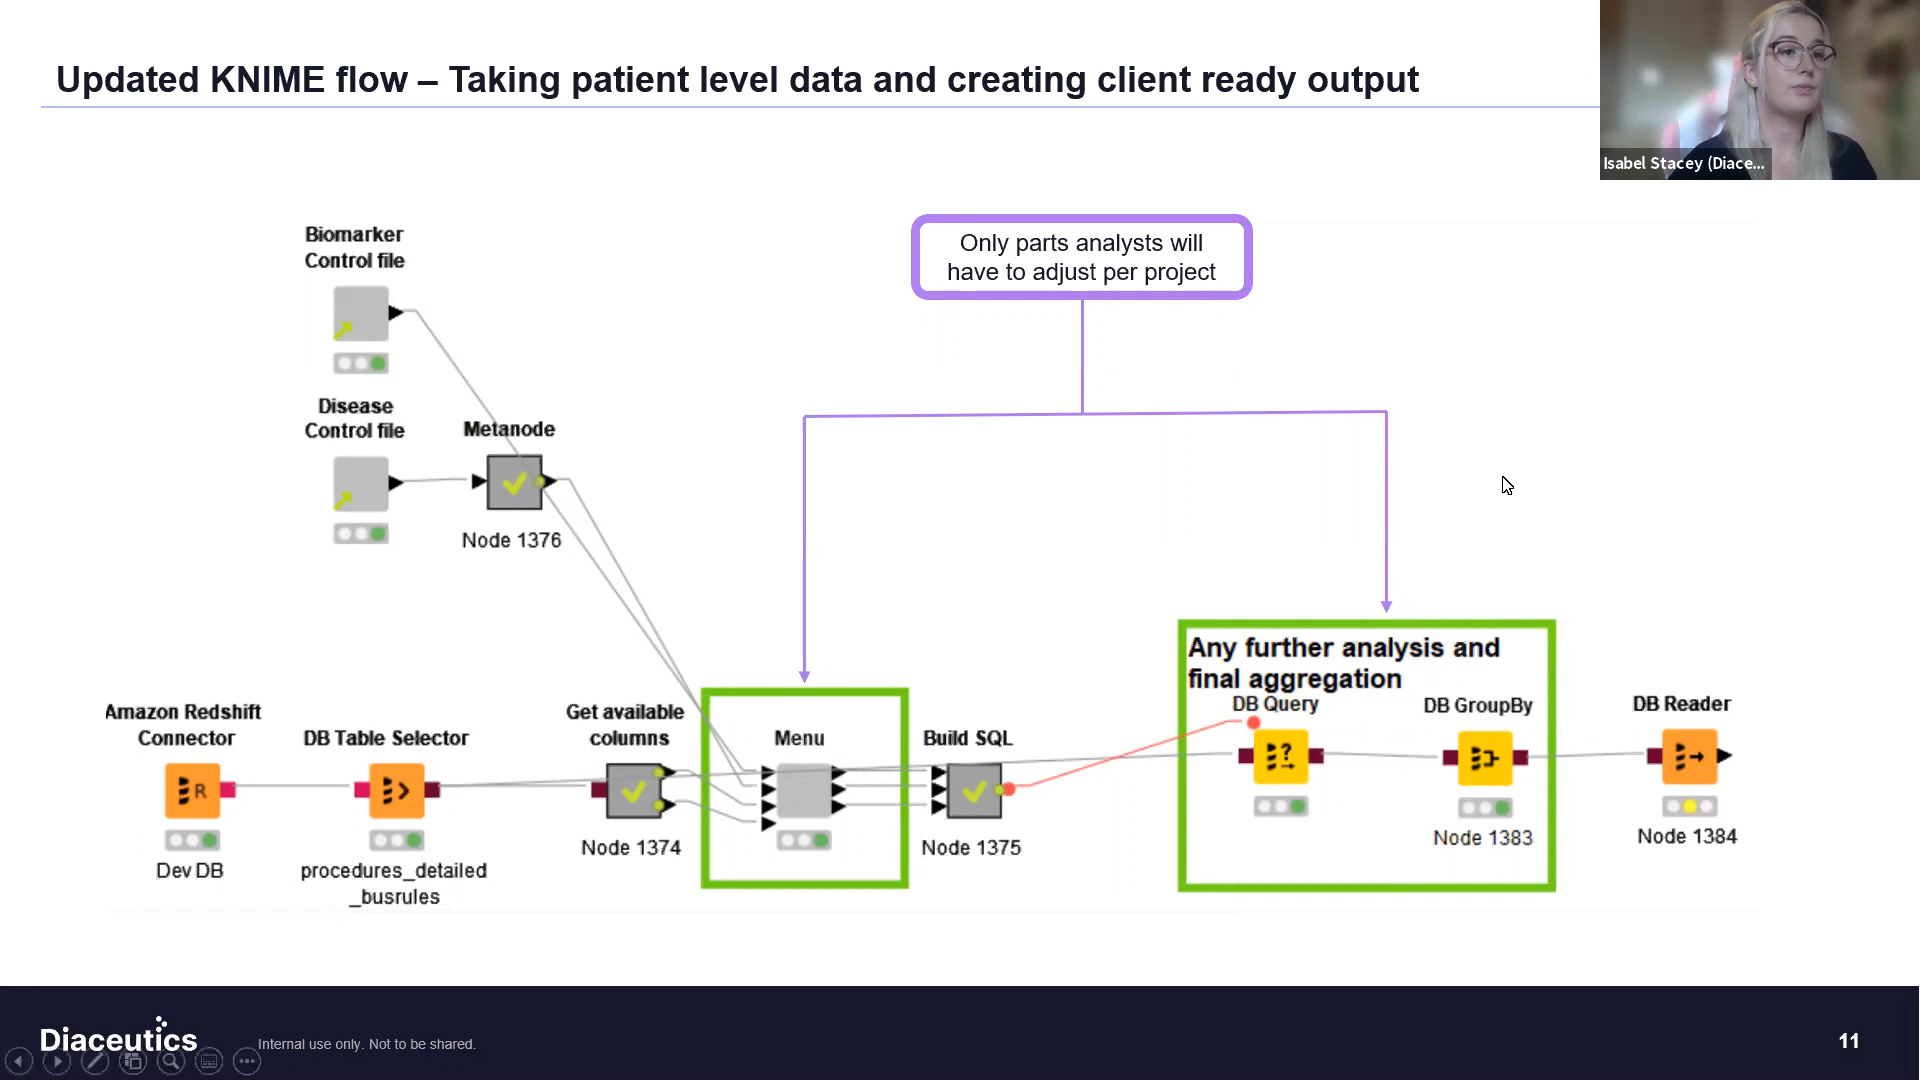 Updated KNIME flow – Taking patient level data and creating client ready output
Isabel Stacey (Diace...
Only parts analysts will
have to adjust per project
Biomarker
Control file
Disease
Control file
Metanode
Node 1376
Amazon Redshift
Connector
R
Dev DB
DB Table Selector
procedures_detailed
_busrules
Get available
columns
Node 1374
Menu
Build SQL
Node 1375
Any further analysis and
final aggregation
DB Query
?
DB GroupBy
Node 1383
DB Reader
Node 1384
Diaceutics
Internal use only. Not to be shared.
11